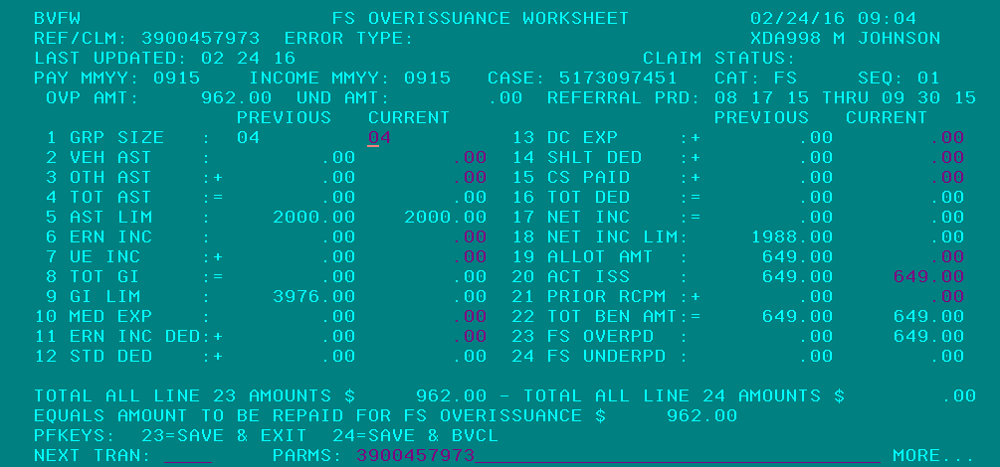 BVFW FS OVERISSUANCE WORKSHEET 02/24/16 09:04
REF/CLM: 3900457973 ERROR TYPE: XDA998 M JOHNSON
LAST UPDATED: 02 24 16 CLAIM STATUS:
PAY MMYY: 0915 INCOME MMYY: 0915 CASE: 5173097451 CAT: FS SEQ: 01
OVP AMT: 962.00 UND AMT: .00 REFERRAL PRD: 08 17 15 THRU 09 30 15
PREVIOUS CURRENT PREVIOUS CURRENT
1 GRP SIZE : 04 04 13 DC EXP :+ .00 .00
2 VEH AST : .00 .00 14 SHLT DED :+ .00 .00
3 OTH AST :+ .00 .00 15 CS PAID :+ .00 .00
4 TOT AST := .00 .00 16 TOT DED := .00 .00
5 AST LIM : 2000.00 2000.00 17 NET INC := .00 .00
6 ERN INC : .00 .00 18 NET INC LIM: 1988.00 .00
7 UE INC :+ .00 .00 19 ALLOT AMT : 649.00 .00
8 TOT GI := .00 .00 20 ACT ISS : 649.00 649.00
9 GI LIM : 3976.00 .00 21 PRIOR RCPM :+ .00 .00
10 MED EXP : .00 .00 22 TOT BEN AMT:= 649.00 649.00
11 ERN INC DED:+ .00 .00 23 FS OVERPD : .00 649.00
12 STD DED :+ .00 .00 24 FS UNDERPD : .00 .00
TOTAL ALL LINE 23 AMOUNTS $ 962.00 - TOTAL ALL LINE 24 AMOUNTS $ .00
EQUALS AMOUNT TO BE REPAID FOR FS OVERISSUANCE $ 962.00
PFKEYS: 23=SAVE & EXIT 24=SAVE & BVCL
NEXT TRAN: ____ PARMS: 3900457973 MORE...